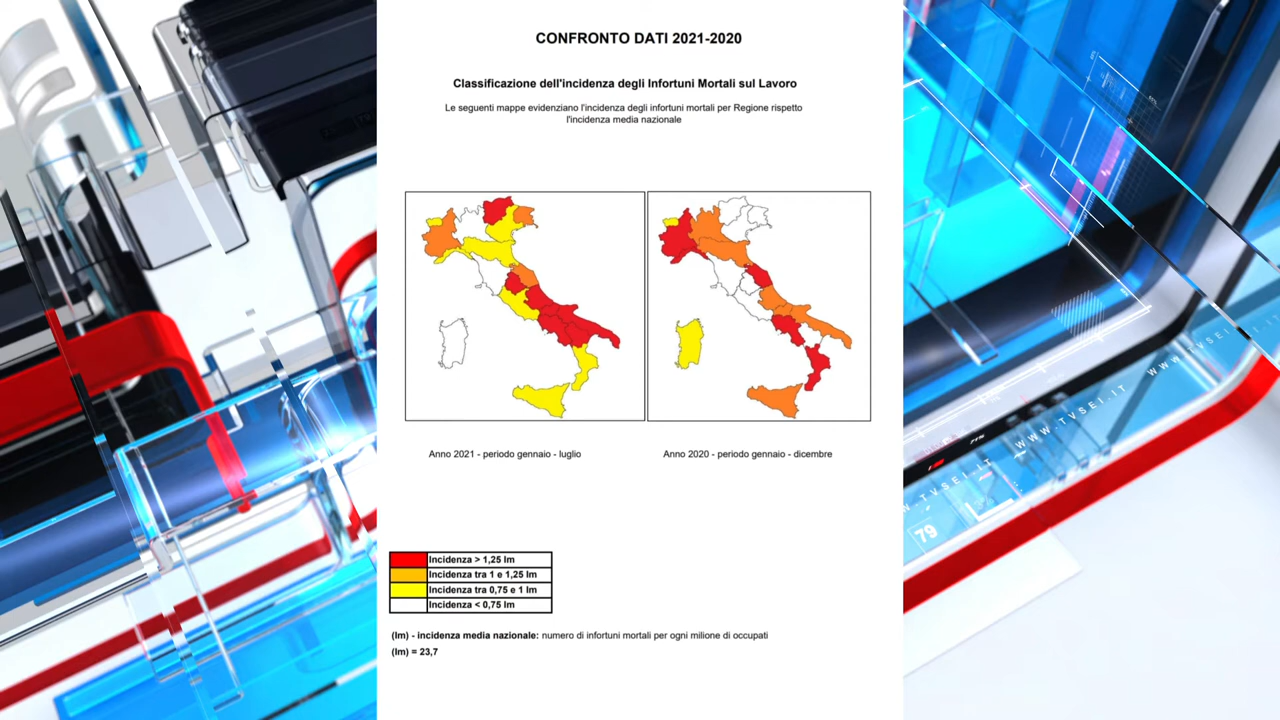 CONFRONTO DATI 2021-2020
Classificazione dell'incidenza degli Infortuni Mortali sul Lavoro
Le seguenti mappe evidenziano l'incidenza degli infortuni mortali per Regione rispetto
l'incidenza media nazionale
Anno 2021 - periodo gennaio - luglio
Anno 2020 - periodo gennaio - dicembre
Incidenza > 1,25 Im
Incidenza tra 1 e 1,25 Im
Incidenza tra 0,75 e 1 Im
Incidenza < 0,75 Im
(Im) - incidenza media nazionale: numero di infortuni mortali per ogni milione di occupati
(Im) = 23,7
WWW.TVSEI.IT
79